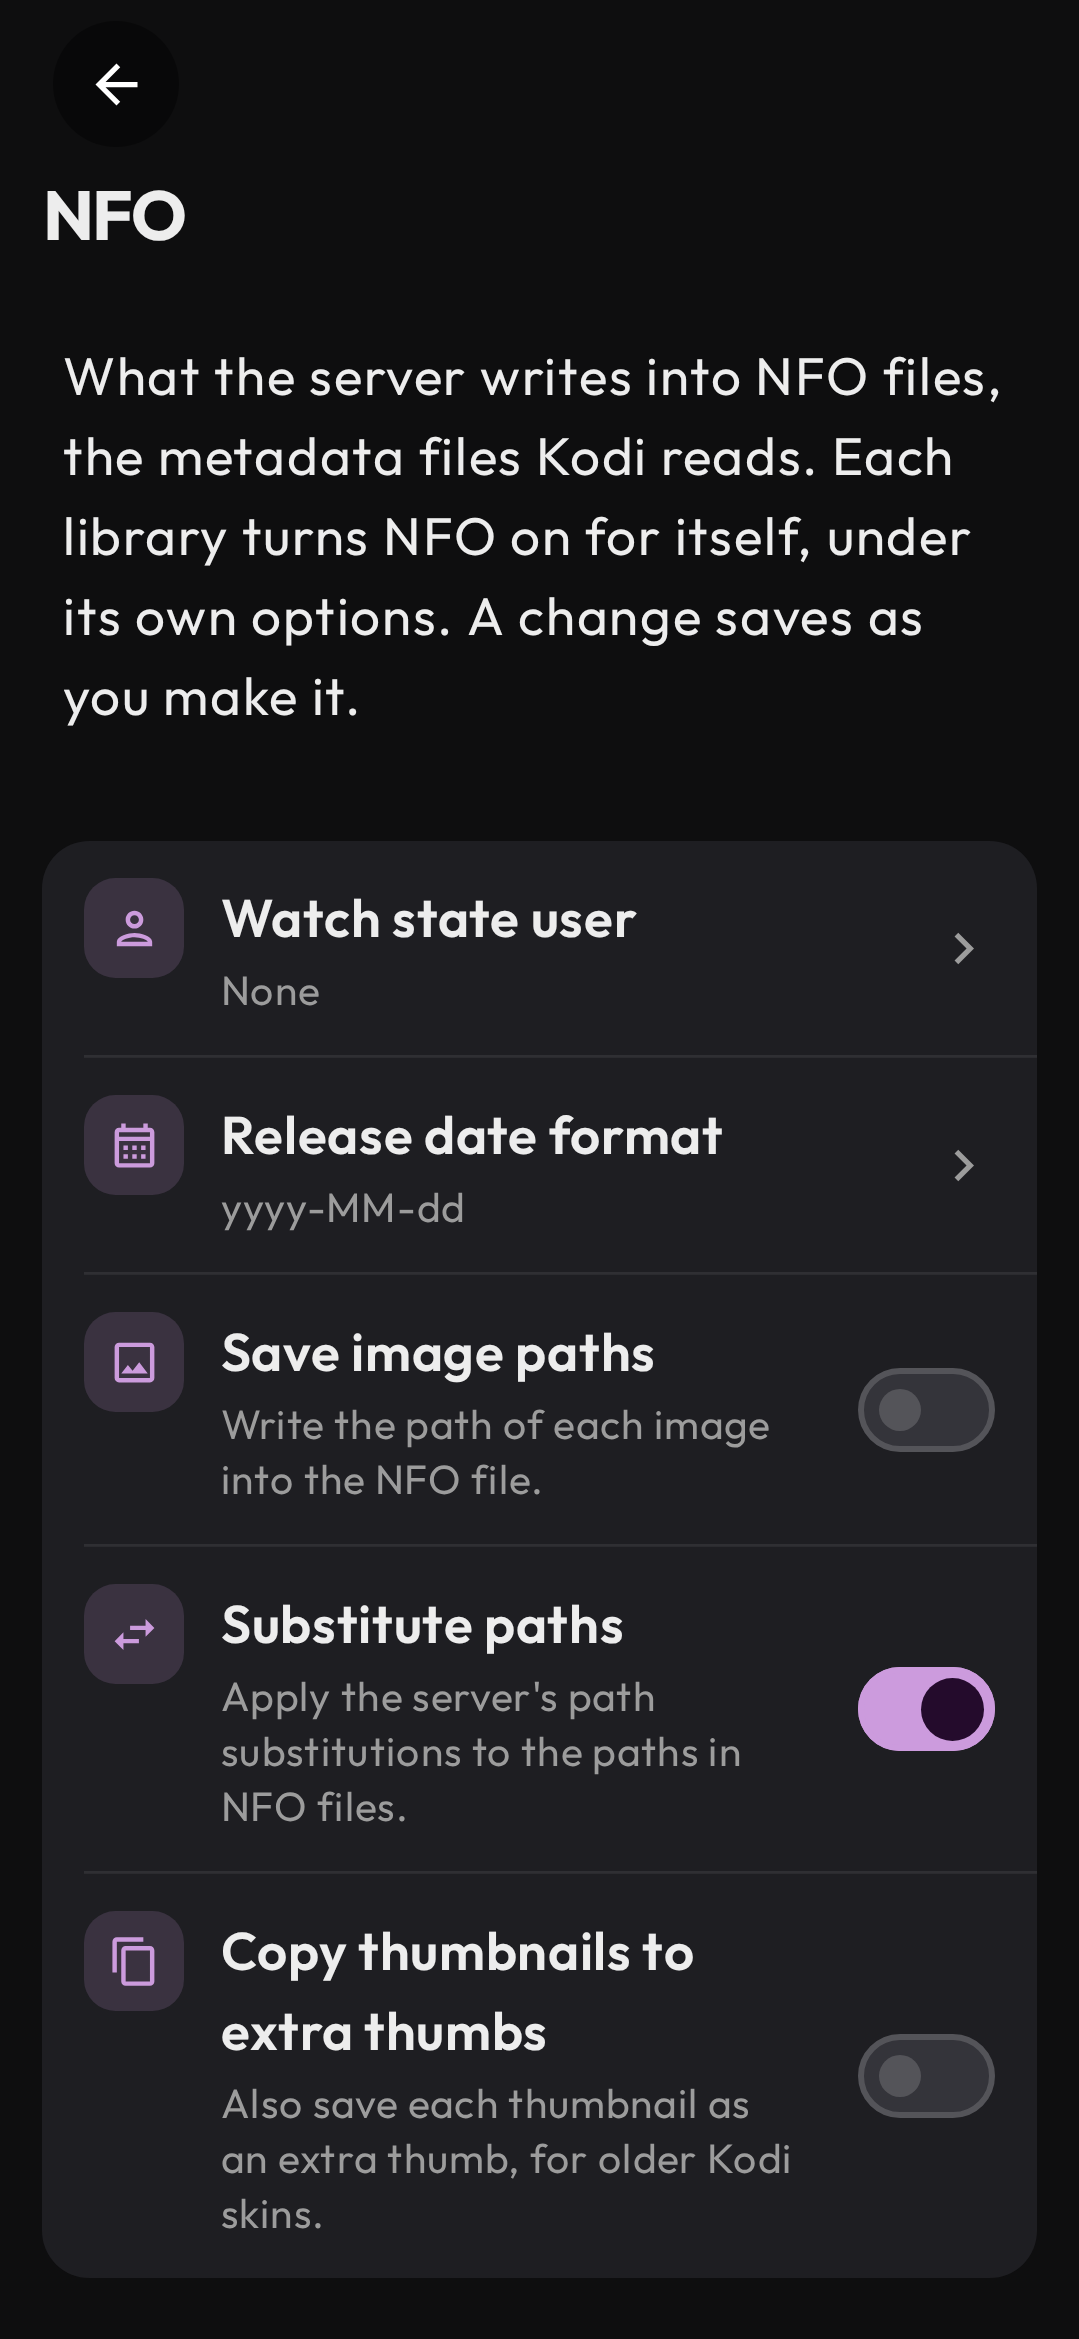 NFO
What the server writes into NFO files,
the metadata files Kodi reads. Each
library turns NFO on for itself, under
its own options. A change saves as
you make it.
Watch state user
None
Release date format
yyyy-MM-dd
Save image paths
Write the path of each image
into the NFO file.
Substitute paths
Apply the server's path
substitutions to the paths in
NFO files.
Copy thumbnails to
extra thumbs
Also save each thumbnail as
an extra thumb, for older Kodi
skins.